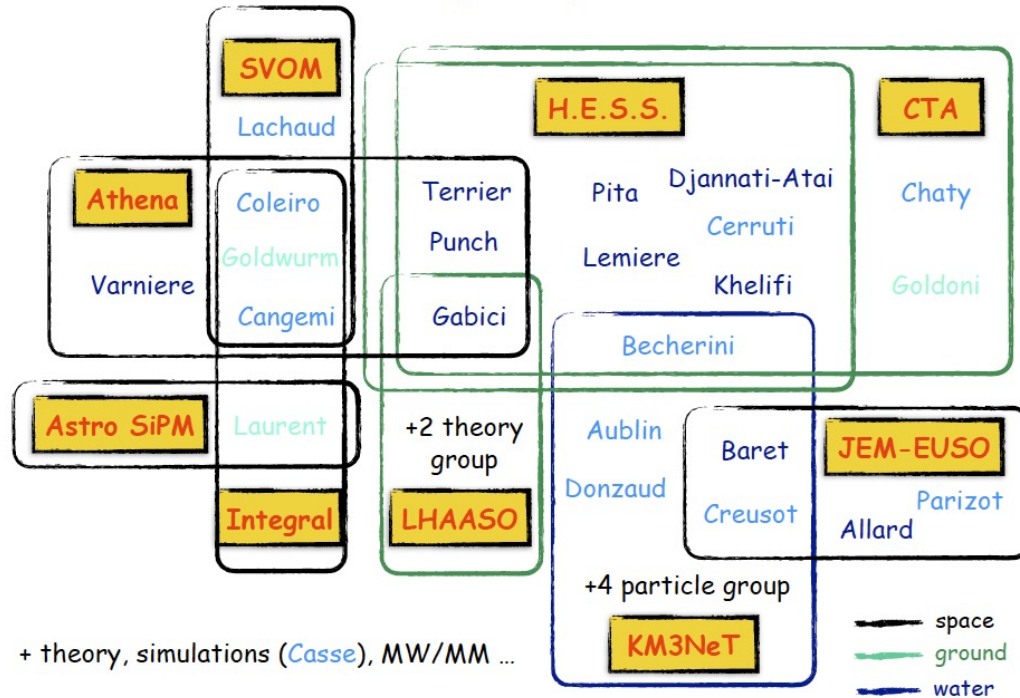 SVOM
H.E.S.S.
CTA
Lachaud
Athena
Coleiro
Terrier
Pita
Djannati-Atai
Chaty
Goldwurm
Punch
Cerruti
Varniere
Lemiere
Khelifi
Goldoni
Cangemi
Gabici
Becherini
Astro SiPM
Laurent
+2 theory
group
Aublin
Baret
JEM-EUSO
Donzaud
Creusot
Parizot
Allard
Integral
LHAASO
+4 particle group
KM3NeT
+ theory, simulations (Casse), MW/MM ...
space
ground
water